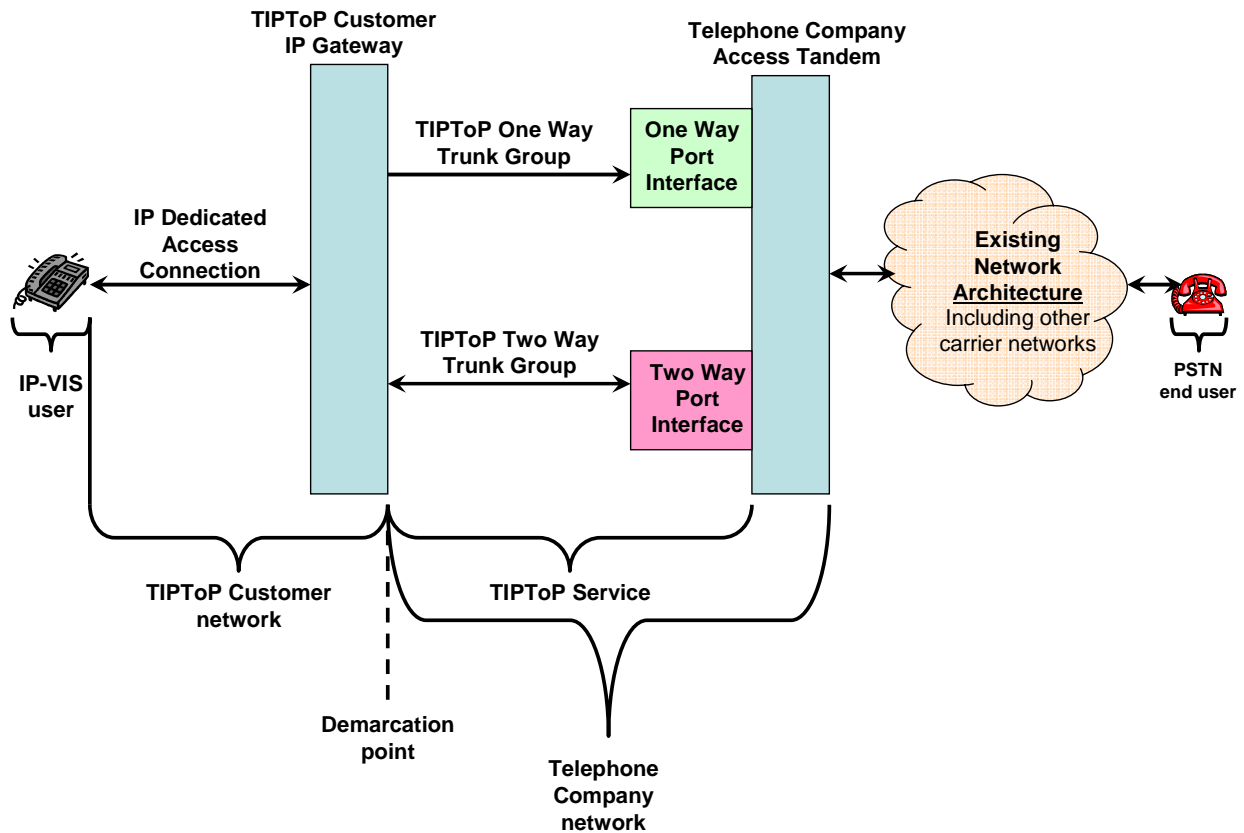 TIPToP Customer
IP Gateway
Telephone Company
Access Tandem
TIPToP One Way
Trunk Group
One Way
Port
Interface
IP Dedicated
Access
Connection
Existing
Network
Architecture
Including other
carrier networks
TIPToP Two Way
Trunk Group
Two Way
Port
Interface
IP-VIS
user
PSTN
end user
TIPToP Customer
network
TIPToP Service
Demarcation
point
Telephone
Company
network